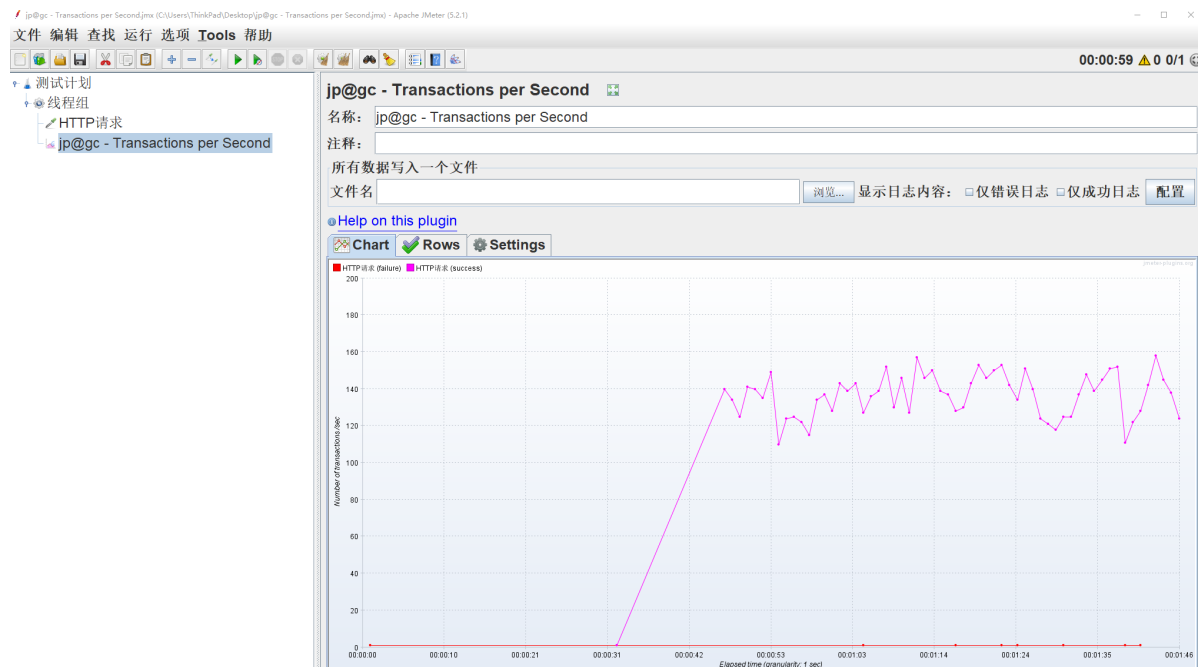 jp@gc - Transactions per Second.jmx (C:\Users\ThinkPad\Desktop\jp@gc - Transactions per Second.jmx) - Apache JMeter (5.2.1)
文件 编辑 查找 运行 选项 Tools 帮助
00:00:59 0 0/1
测试计划
线程组
HTTP请求
jp@gc - Transactions per Second
jp@gc - Transactions per Second
名称： jp@gc - Transactions per Second
注释：
所有数据写入一个文件
文件名 浏览... 显示日志内容： 仅错误日志 仅成功日志 配置
Help on this plugin
Chart Rows Settings
HTTP请求 (failure) HTTP请求 (success)
jmeter-plugins.org
200
180
160
140
120
100
80
60
40
20
0
Number of transactions /sec
00:00:00 00:00:10 00:00:21 00:00:31 00:00:42 00:00:53 00:01:03 00:01:14 00:01:24 00:01:35 00:01:46
Elapsed time (granularity: 1 sec)